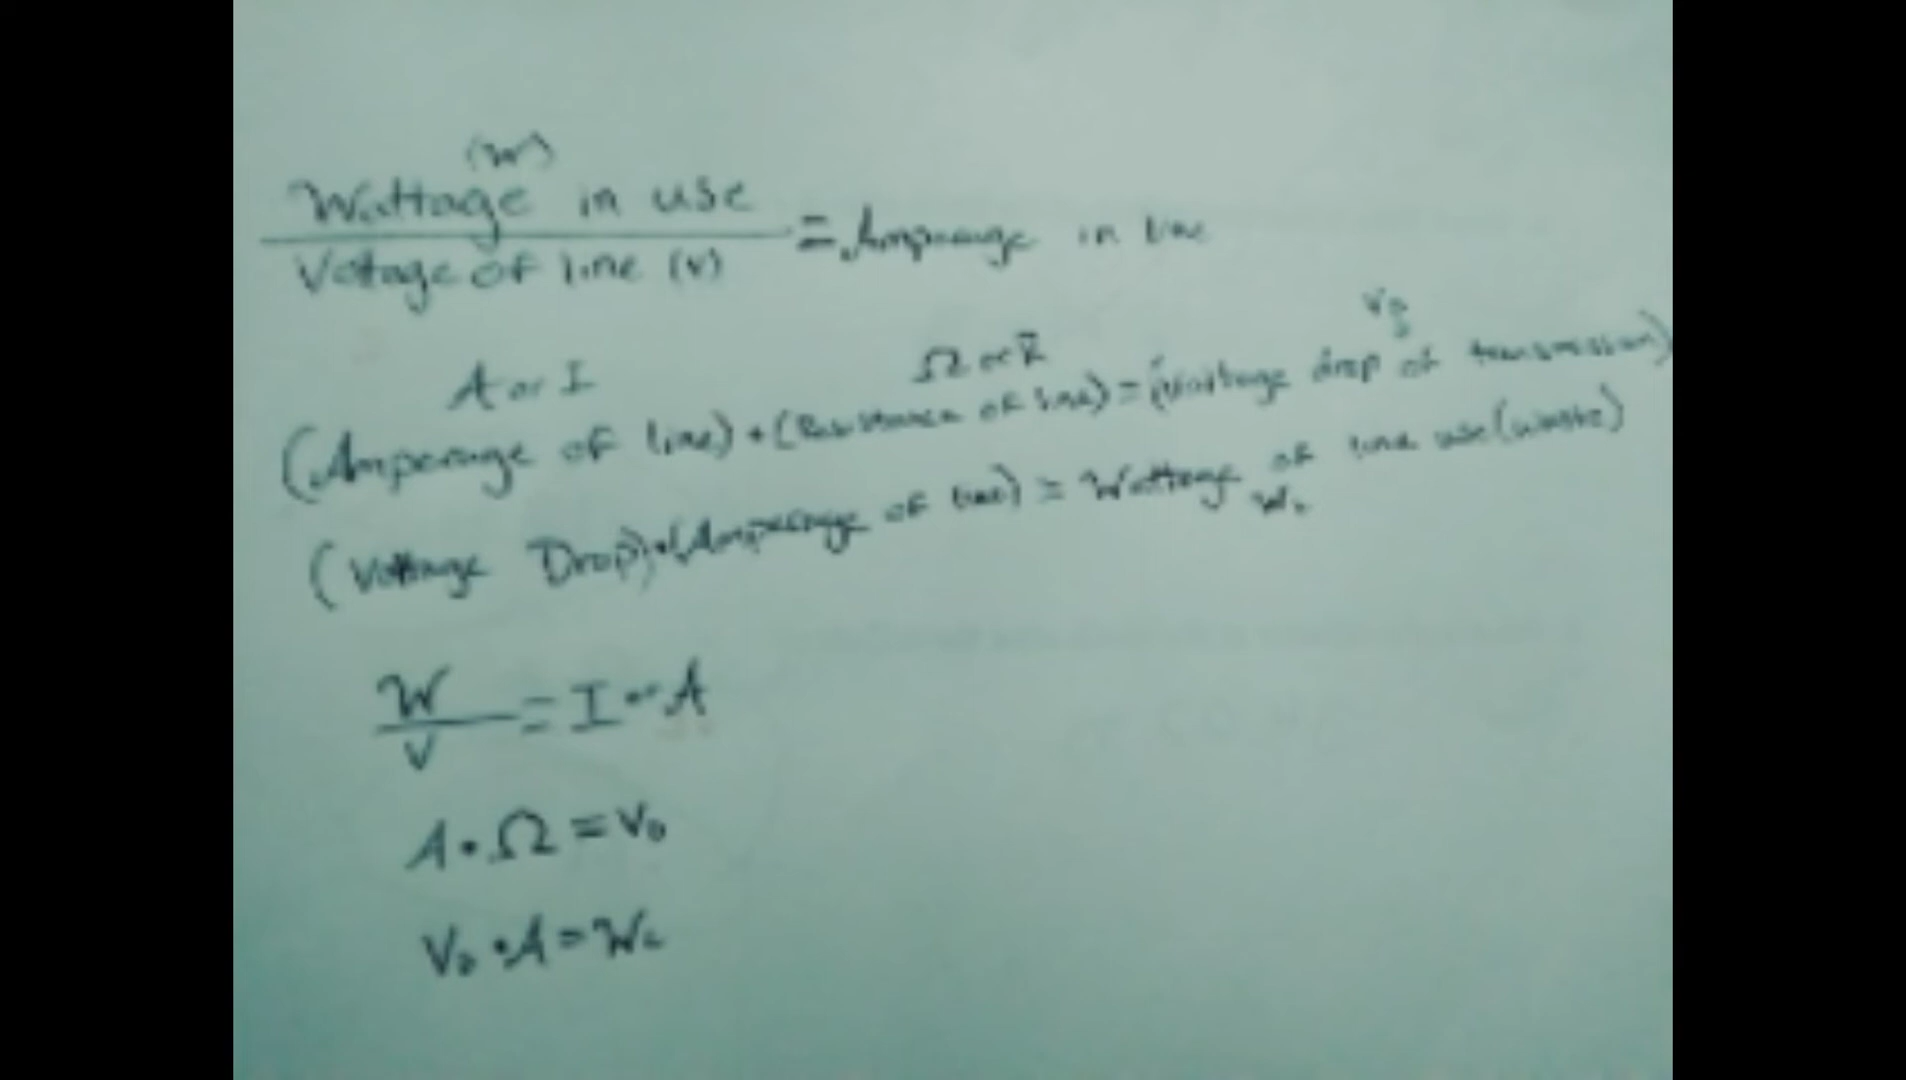 (W)
Wattage in use
Votage of line (V)
= Amperage in line
A or I
Ω or R
VD
(Amperage of line) • (Resistance of line) = (Voltage drop of transmission)
(Voltage Drop) • (Amperage of line) = Wattage of line use (waste)
WL
W
V
= I or A
A • Ω = VD
VD • A = WL